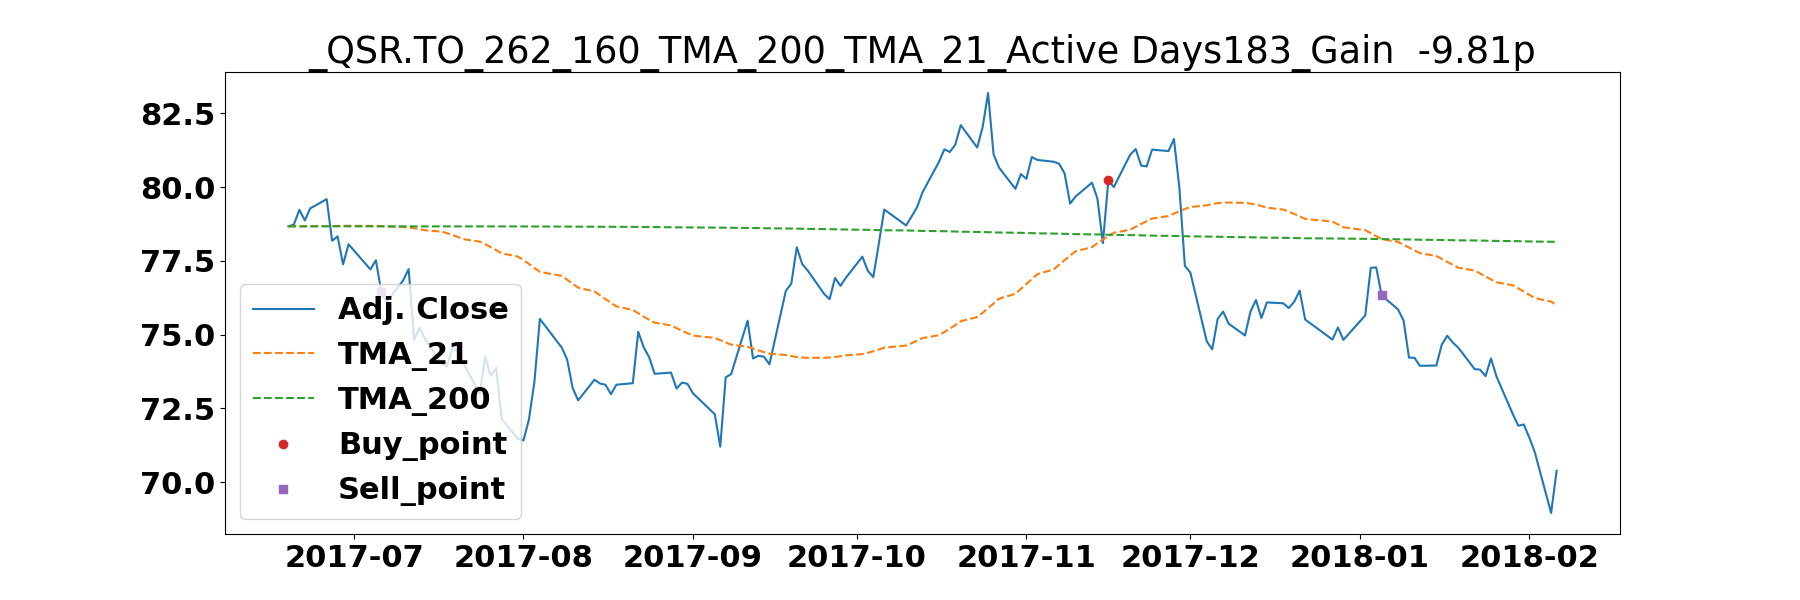 _QSR.TO_262_160_TMA_200_TMA_21_Active Days183_Gain  -9.81p
82.5
80.0
77.5
75.0
72.5
70.0
Adj. Close
TMA_21
TMA_200
Buy_point
Sell_point
2017-07 2017-08 2017-09 2017-10 2017-11 2017-12 2018-01 2018-02